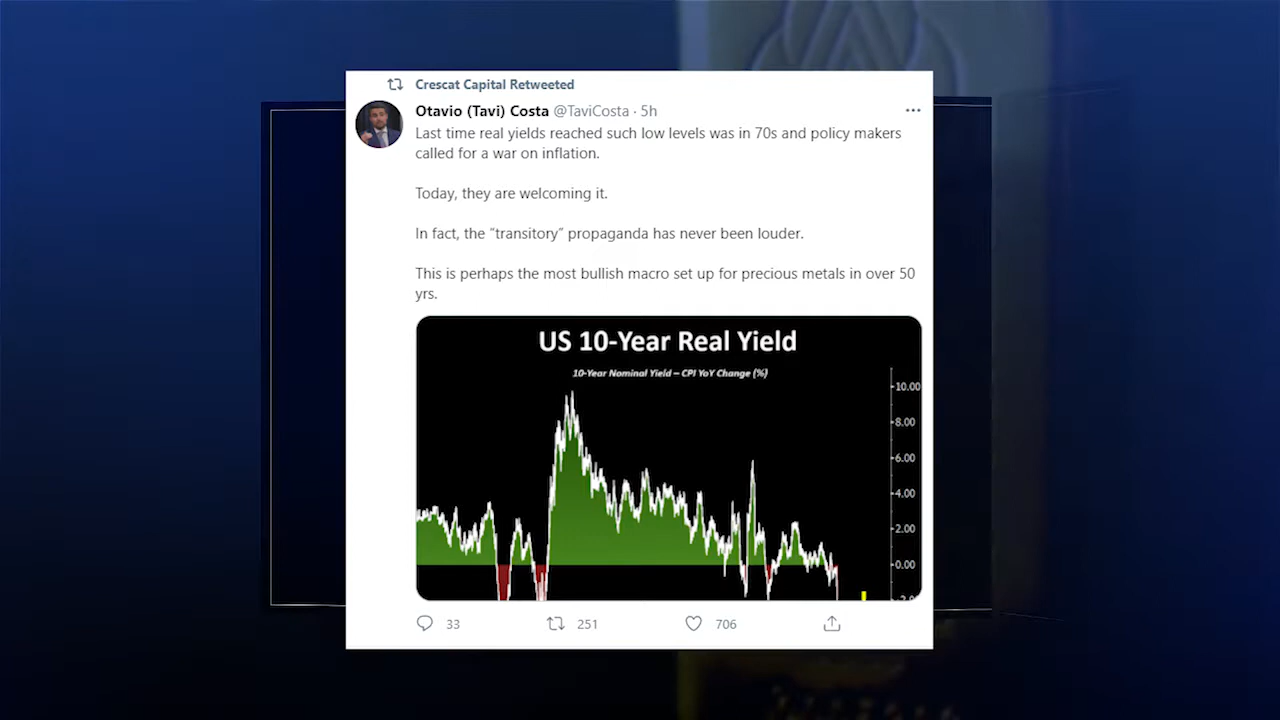 Crescat Capital Retweeted
Otavio (Tavi) Costa @TaviCosta · 5h
Last time real yields reached such low levels was in 70s and policy makers
called for a war on inflation.
Today, they are welcoming it.
In fact, the “transitory” propaganda has never been louder.
This is perhaps the most bullish macro set up for precious metals in over 50
yrs.
US 10-Year Real Yield
10-Year Nominal Yield – CPI YoY Change (%)
10.00
8.00
6.00
4.00
2.00
0.00
33 251 706